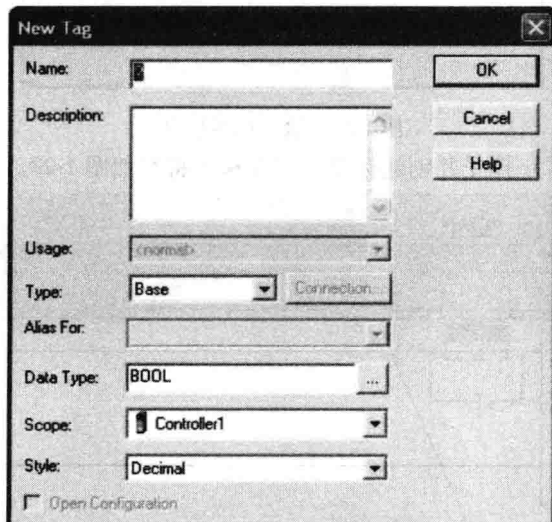 New Tag
Name:
OK
Description:
Cancel
Help
Usage:
<normal>
Type:
Base
Connection...
Alias For:
Data Type:
BOOL
...
Scope:
Controller1
Style:
Decimal
Open Configuration